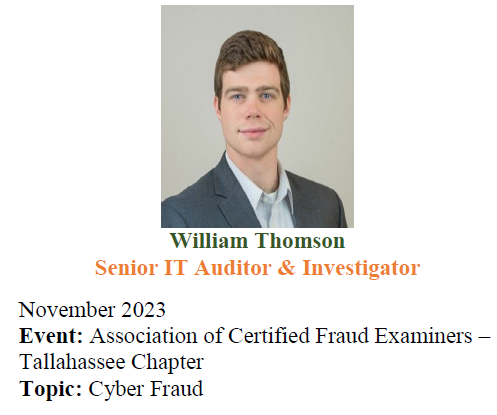 William Thomson
Senior IT Auditor & Investigator
November 2023
Event: Association of Certified Fraud Examiners –
Tallahassee Chapter
Topic: Cyber Fraud